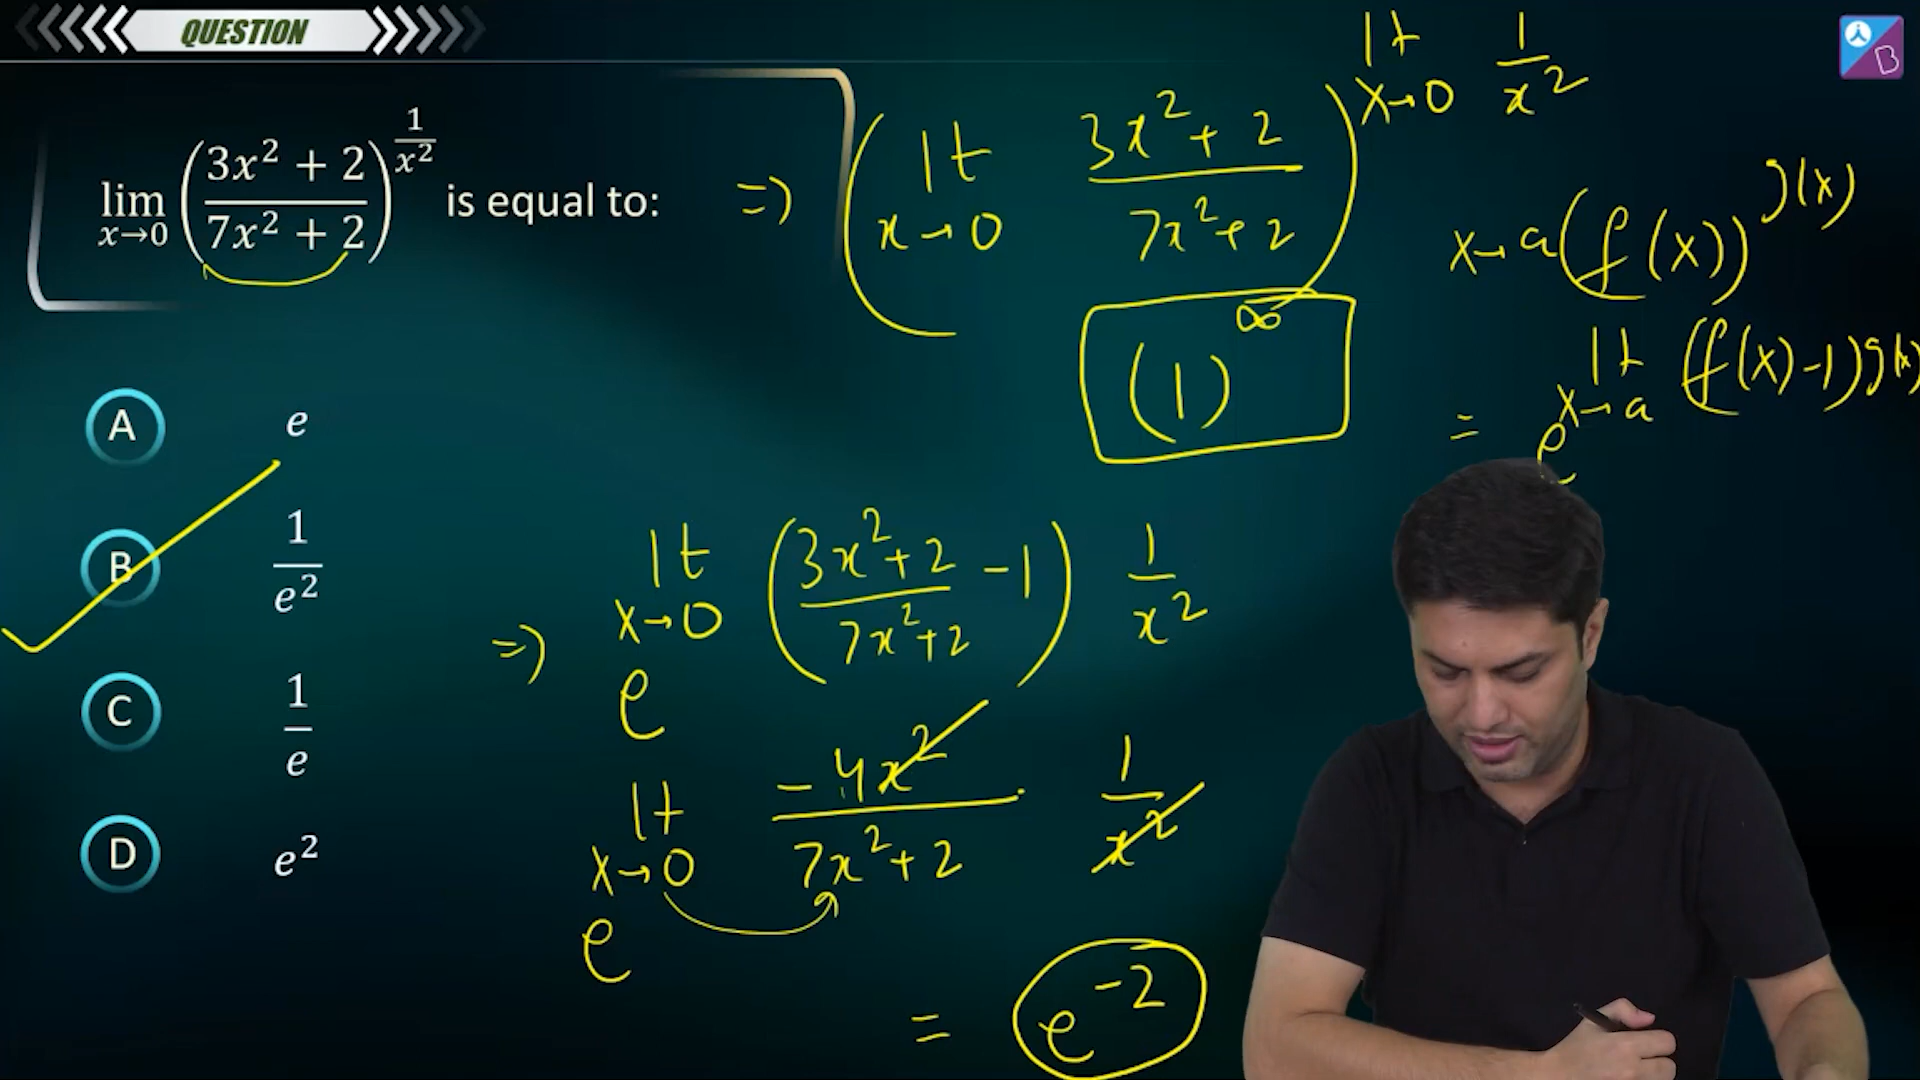 QUESTION
lim x→0 ((3x² + 2)/(7x² + 2))^(1/x²) is equal to:
A e
B 1/e²
C 1/e
D e²
=> (lt x→0 (3x²+2)/(7x²+2))^(lt x→0 1/x²)
(1)^∞
x→a (f(x))^g(x)
= e^(lt x→a (f(x)-1)g(x))
=> e^(lt x→0 ((3x²+2)/(7x²+2) -1) 1/x²)
e^(lt x→0 (-4x²)/(7x²+2) · 1/x²)
= e^-2
B